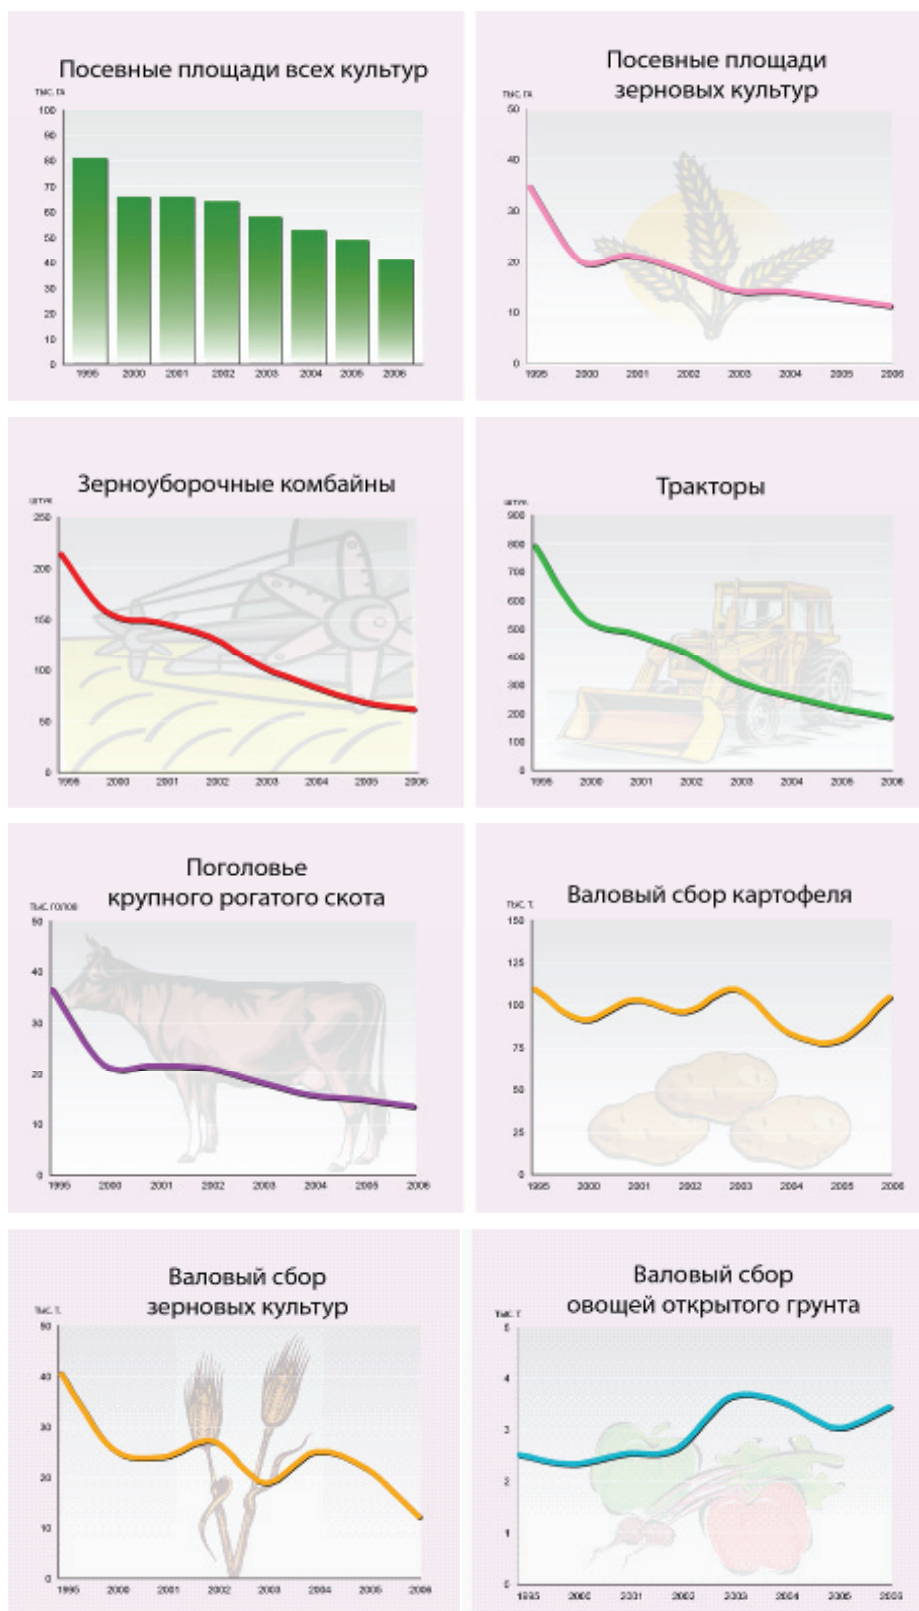 Посевные площади всех культур
тыс. га
100
90
80
70
60
50
40
30
20
10
0
1995 2000 2001 2002 2003 2004 2005 2006
Посевные площади
зерновых культур
тыс. га
50
40
30
20
10
0
1995 2000 2001 2002 2003 2004 2005 2006
Зерноуборочные комбайны
штук
250
200
150
100
50
0
1995 2000 2001 2002 2003 2004 2005 2006
Тракторы
штук
900
800
700
600
500
400
300
200
100
0
1995 2000 2001 2002 2003 2004 2005 2006
Поголовье
крупного рогатого скота
тыс. голов
50
40
30
20
10
0
1995 2000 2001 2002 2003 2004 2005 2006
Валовый сбор картофеля
тыс. т.
150
125
100
75
50
25
0
1995 2000 2001 2002 2003 2004 2005 2006
Валовый сбор
зерновых культур
тыс. т.
50
40
30
20
10
0
1995 2000 2001 2002 2003 2004 2005 2006
Валовый сбор
овощей открытого грунта
тыс. т
5
4
3
2
1
0
1995 2000 2001 2002 2003 2004 2005 2006